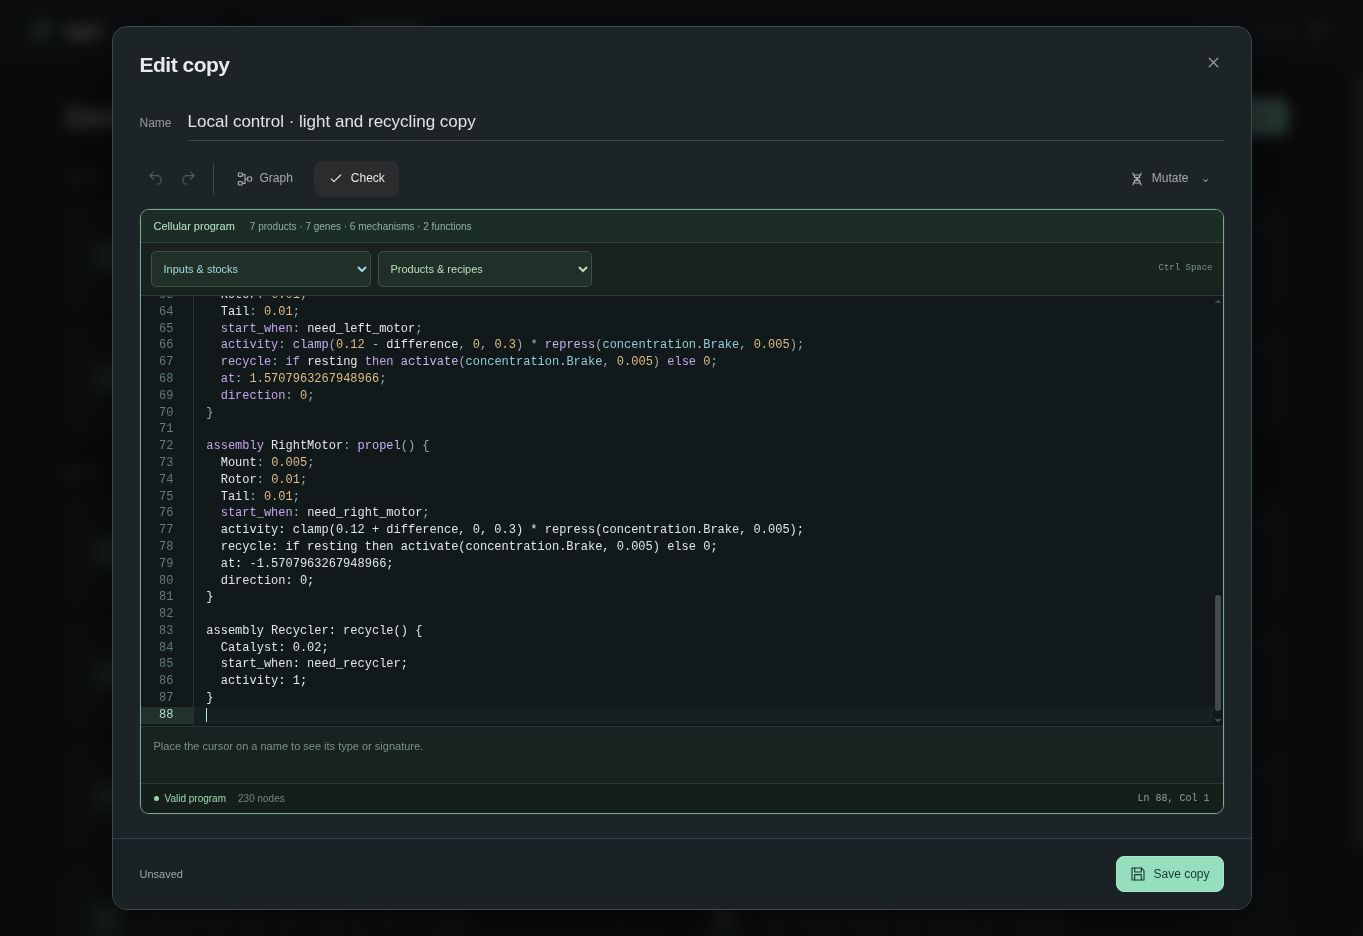 Edit copy
Name Local control · light and recycling copy
Graph Check Mutate
Cellular program 7 products · 7 genes · 6 mechanisms · 2 functions
Inputs & stocks Products & recipes Ctrl Space
63 Rotor: 0.01;
64 Tail: 0.01;
65 start_when: need_left_motor;
66 activity: clamp(0.12 - difference, 0, 0.3) * repress(concentration.Brake, 0.005);
67 recycle: if resting then activate(concentration.Brake, 0.005) else 0;
68 at: 1.5707963267948966;
69 direction: 0;
70 }
71
72 assembly RightMotor: propel() {
73 Mount: 0.005;
74 Rotor: 0.01;
75 Tail: 0.01;
76 start_when: need_right_motor;
77 activity: clamp(0.12 + difference, 0, 0.3) * repress(concentration.Brake, 0.005);
78 recycle: if resting then activate(concentration.Brake, 0.005) else 0;
79 at: -1.5707963267948966;
80 direction: 0;
81 }
82
83 assembly Recycler: recycle() {
84 Catalyst: 0.02;
85 start_when: need_recycler;
86 activity: 1;
87 }
88
Place the cursor on a name to see its type or signature.
Valid program 230 nodes Ln 88, Col 1
Unsaved Save copy